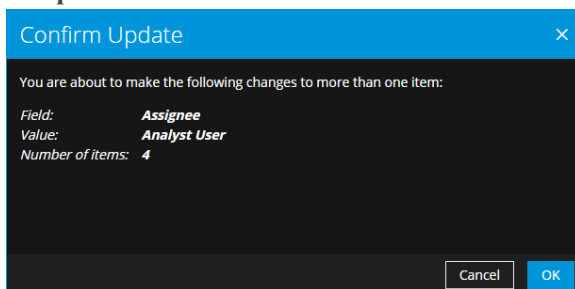 Confirm Update
You are about to make the following changes to more than one item:
Field: Assignee
Value: Analyst User
Number of items: 4
Cancel OK